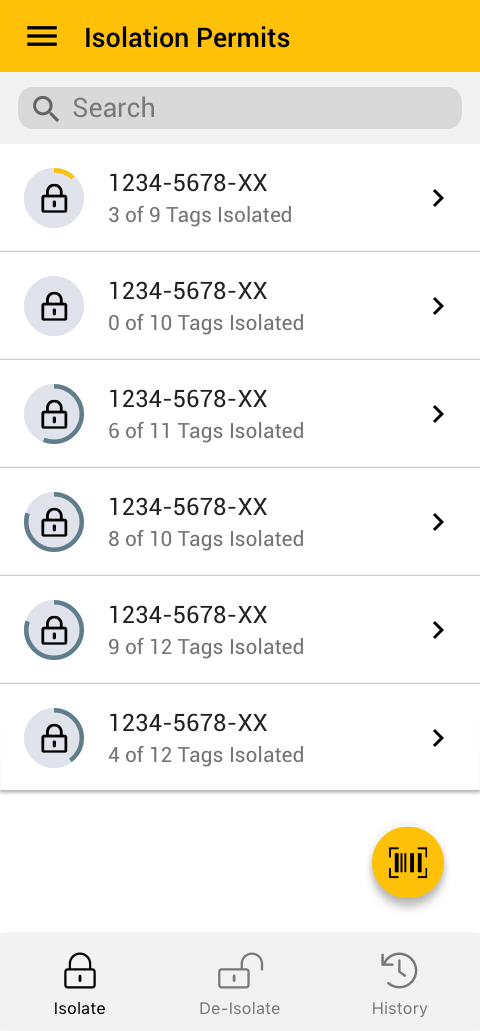 Isolation Permits
Search
1234-5678-XX
3 of 9 Tags Isolated
1234-5678-XX
0 of 10 Tags Isolated
1234-5678-XX
6 of 11 Tags Isolated
1234-5678-XX
8 of 10 Tags Isolated
1234-5678-XX
9 of 12 Tags Isolated
1234-5678-XX
4 of 12 Tags Isolated
Isolate De-Isolate History